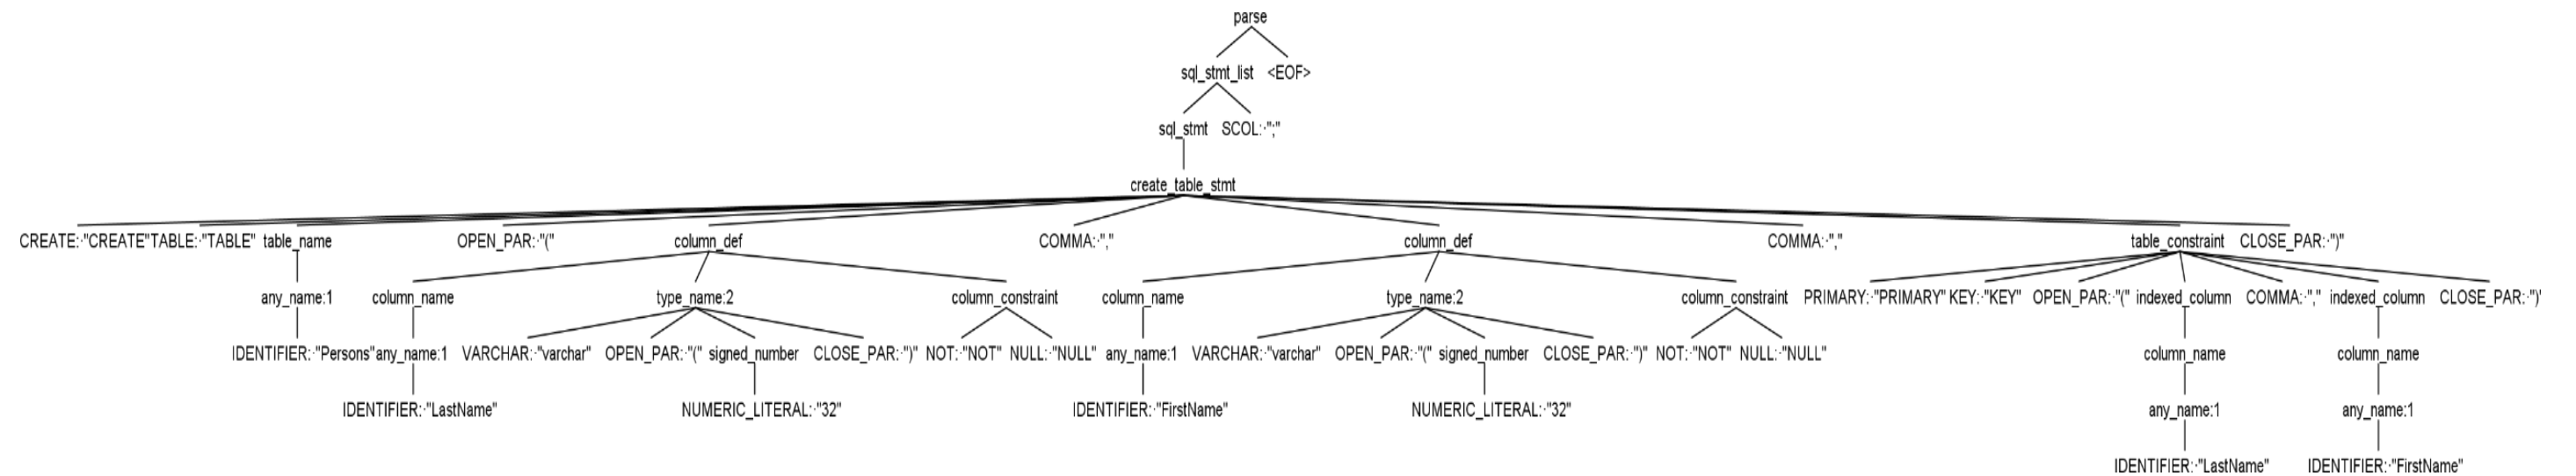 parse
sql_stmt_list <EOF>
sql_stmt SCOL:·";"
create_table_stmt
CREATE:·"CREATE" TABLE:·"TABLE" table_name OPEN_PAR:·"(" column_def COMMA:·"," column_def COMMA:·"," table_constraint CLOSE_PAR:·")"
any_name:1 column_name type_name:2 column_constraint column_name type_name:2 column_constraint PRIMARY:·"PRIMARY" KEY:·"KEY" OPEN_PAR:·"(" indexed_column COMMA:·"," indexed_column CLOSE_PAR:·")'
IDENTIFIER:·"Persons" any_name:1 VARCHAR:·"varchar" OPEN_PAR:·"(" signed_number CLOSE_PAR:·")" NOT:·"NOT" NULL:·"NULL" any_name:1 VARCHAR:·"varchar" OPEN_PAR:·"(" signed_number CLOSE_PAR:·")" NOT:·"NOT" NULL:·"NULL" column_name column_name
IDENTIFIER:·"LastName" NUMERIC_LITERAL:·"32" IDENTIFIER:·"FirstName" NUMERIC_LITERAL:·"32" any_name:1 any_name:1
IDENTIFIER:·"LastName" IDENTIFIER:·"FirstName"